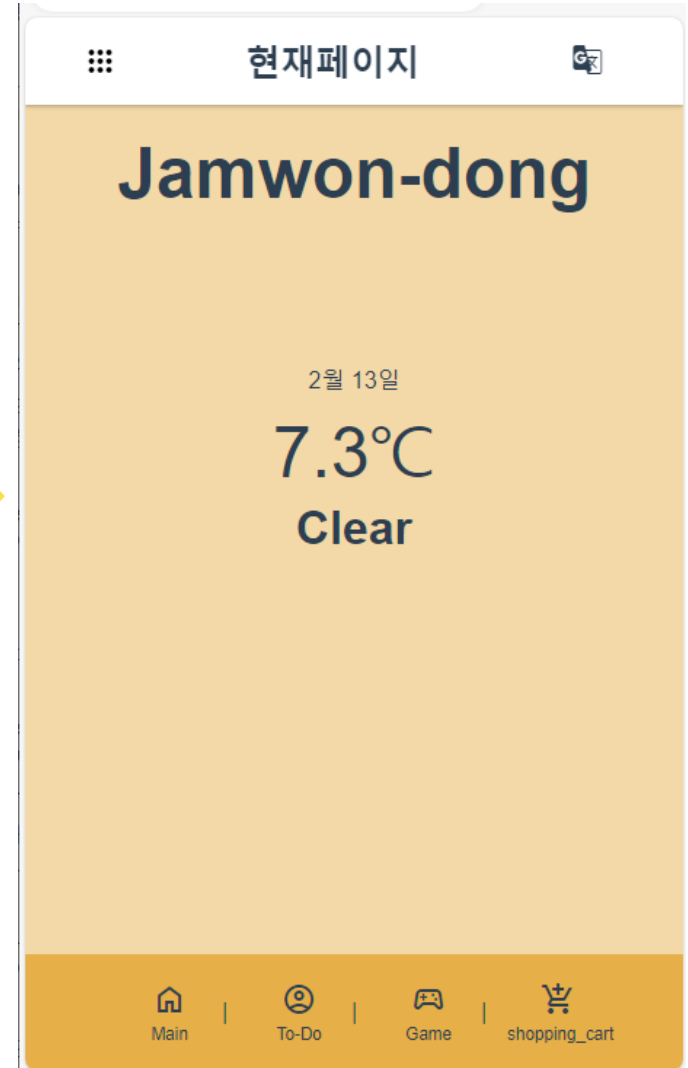 현재페이지
Jamwon-dong
2월 13일
7.3℃
Clear
Main | To-Do | Game | shopping_cart